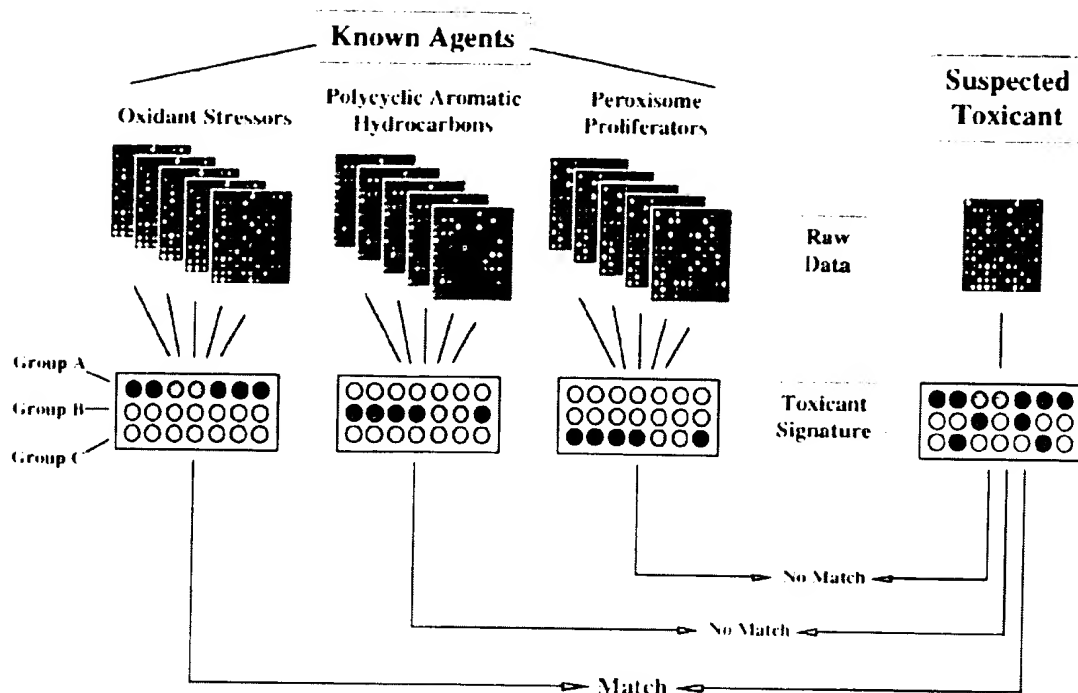 Known Agents
Suspected
Toxicant
Oxidant Stressors
Polycyclic Aromatic
Hydrocarbons
Peroxisome
Proliferators
Raw
Data
Group A
Group B
Group C
Toxicant
Signature
No Match
No Match
Match